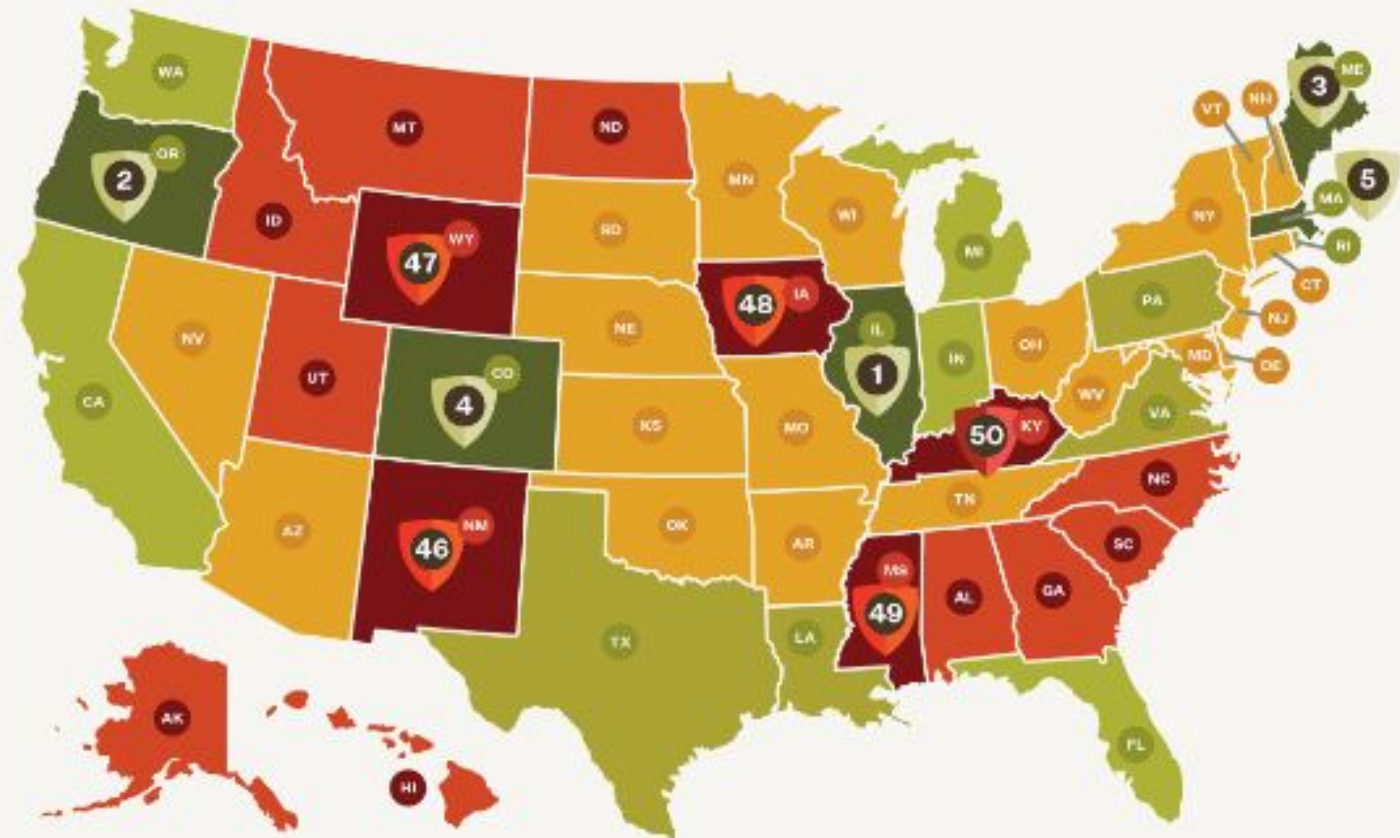 WA
MT
ND
3
ME
VT
NH
2
OR
ID
MN
5
MA
47
WY
SD
WI
NY
MI
RI
CT
48
IA
NV
NE
IL
1
PA
NJ
OH
IN
MD
DE
UT
4
CO
CA
KS
MO
WV
VA
50
KY
NC
AZ
46
NM
OK
TN
AR
SC
MS
49
AL
GA
TX
LA
AK
HI
FL